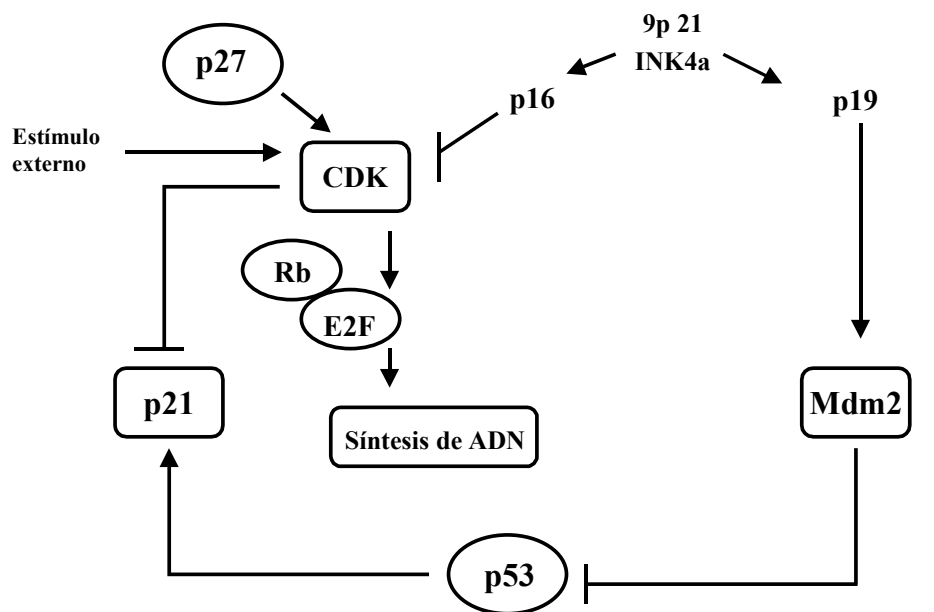 9p 21
INK4a
p27
p16
p19
Estímulo
externo
CDK
Rb
E2F
p21
Mdm2
Síntesis de ADN
p53